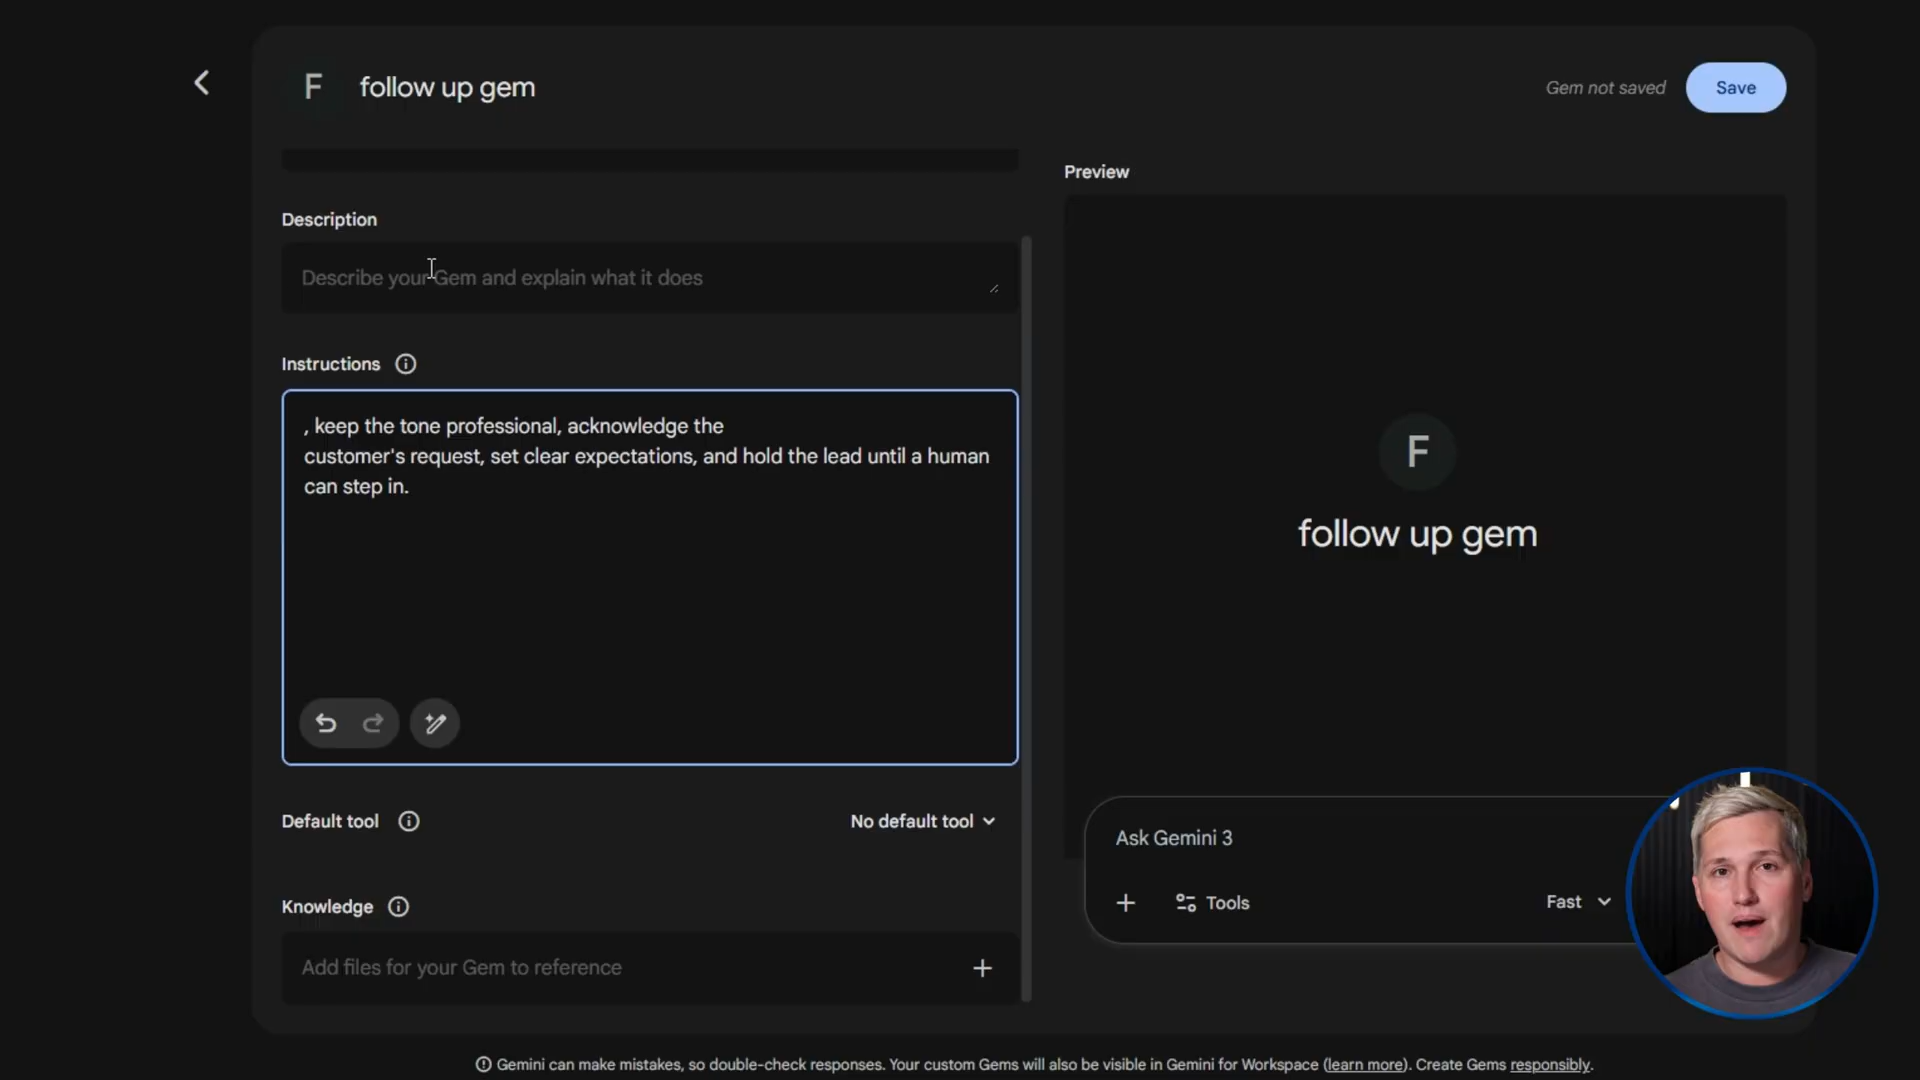 F follow up gem
Gem not saved
Save
Preview
Description
Describe your Gem and explain what it does
Instructions
, keep the tone professional, acknowledge the
customer's request, set clear expectations, and hold the lead until a human
can step in.
F
follow up gem
Default tool
No default tool
Ask Gemini 3
Tools
Fast
Knowledge
Add files for your Gem to reference
Gemini can make mistakes, so double-check responses. Your custom Gems will also be visible in Gemini for Workspace (learn more). Create Gems responsibly.